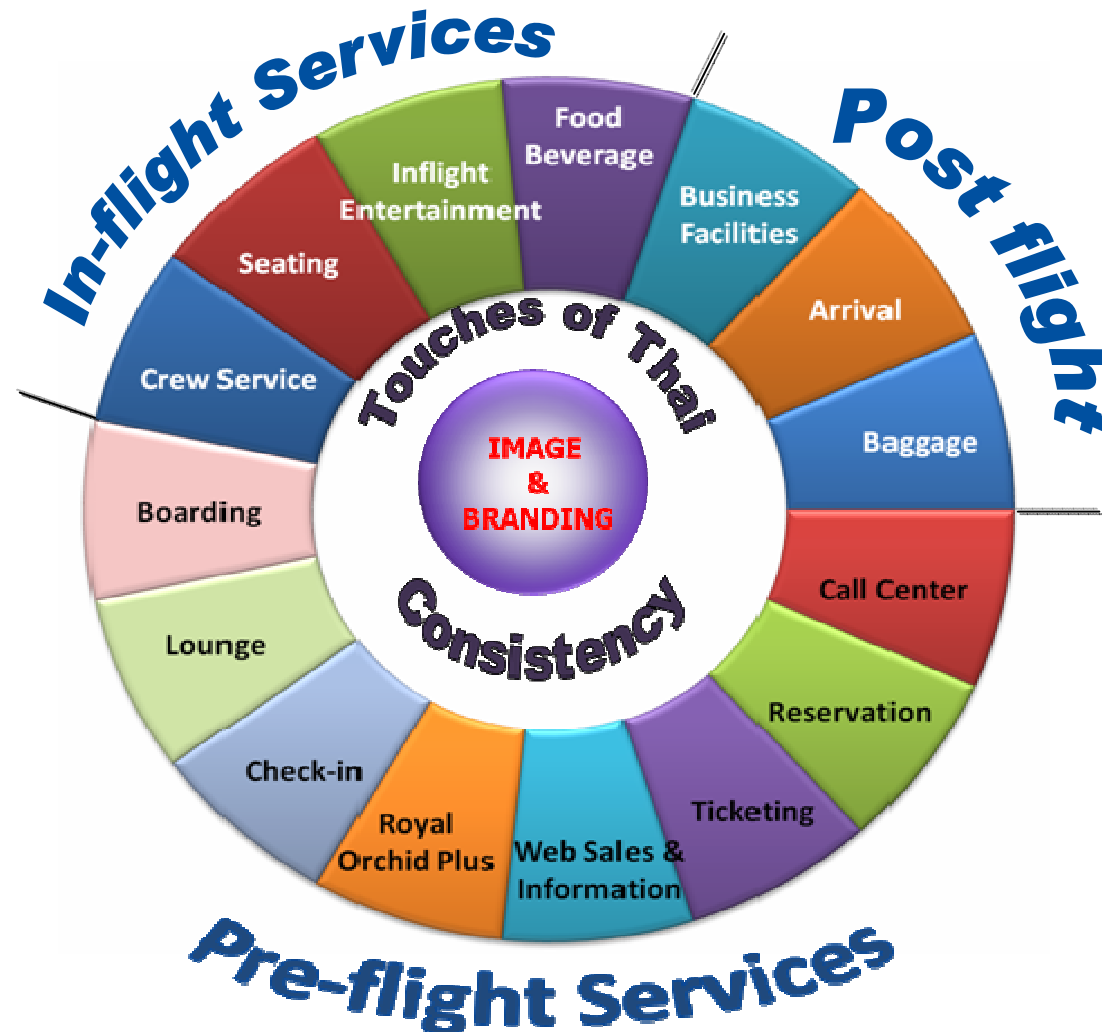 In-flight Services
Post flight
Food
Beverage
Inflight
Entertainment
Business
Facilities
Seating
Arrival
Crew Service
Baggage
Touches of Thai
IMAGE
&
BRANDING
Consistency
Boarding
Call Center
Lounge
Reservation
Check-in
Ticketing
Royal
Orchid Plus
Web Sales &
Information
Pre-flight Services